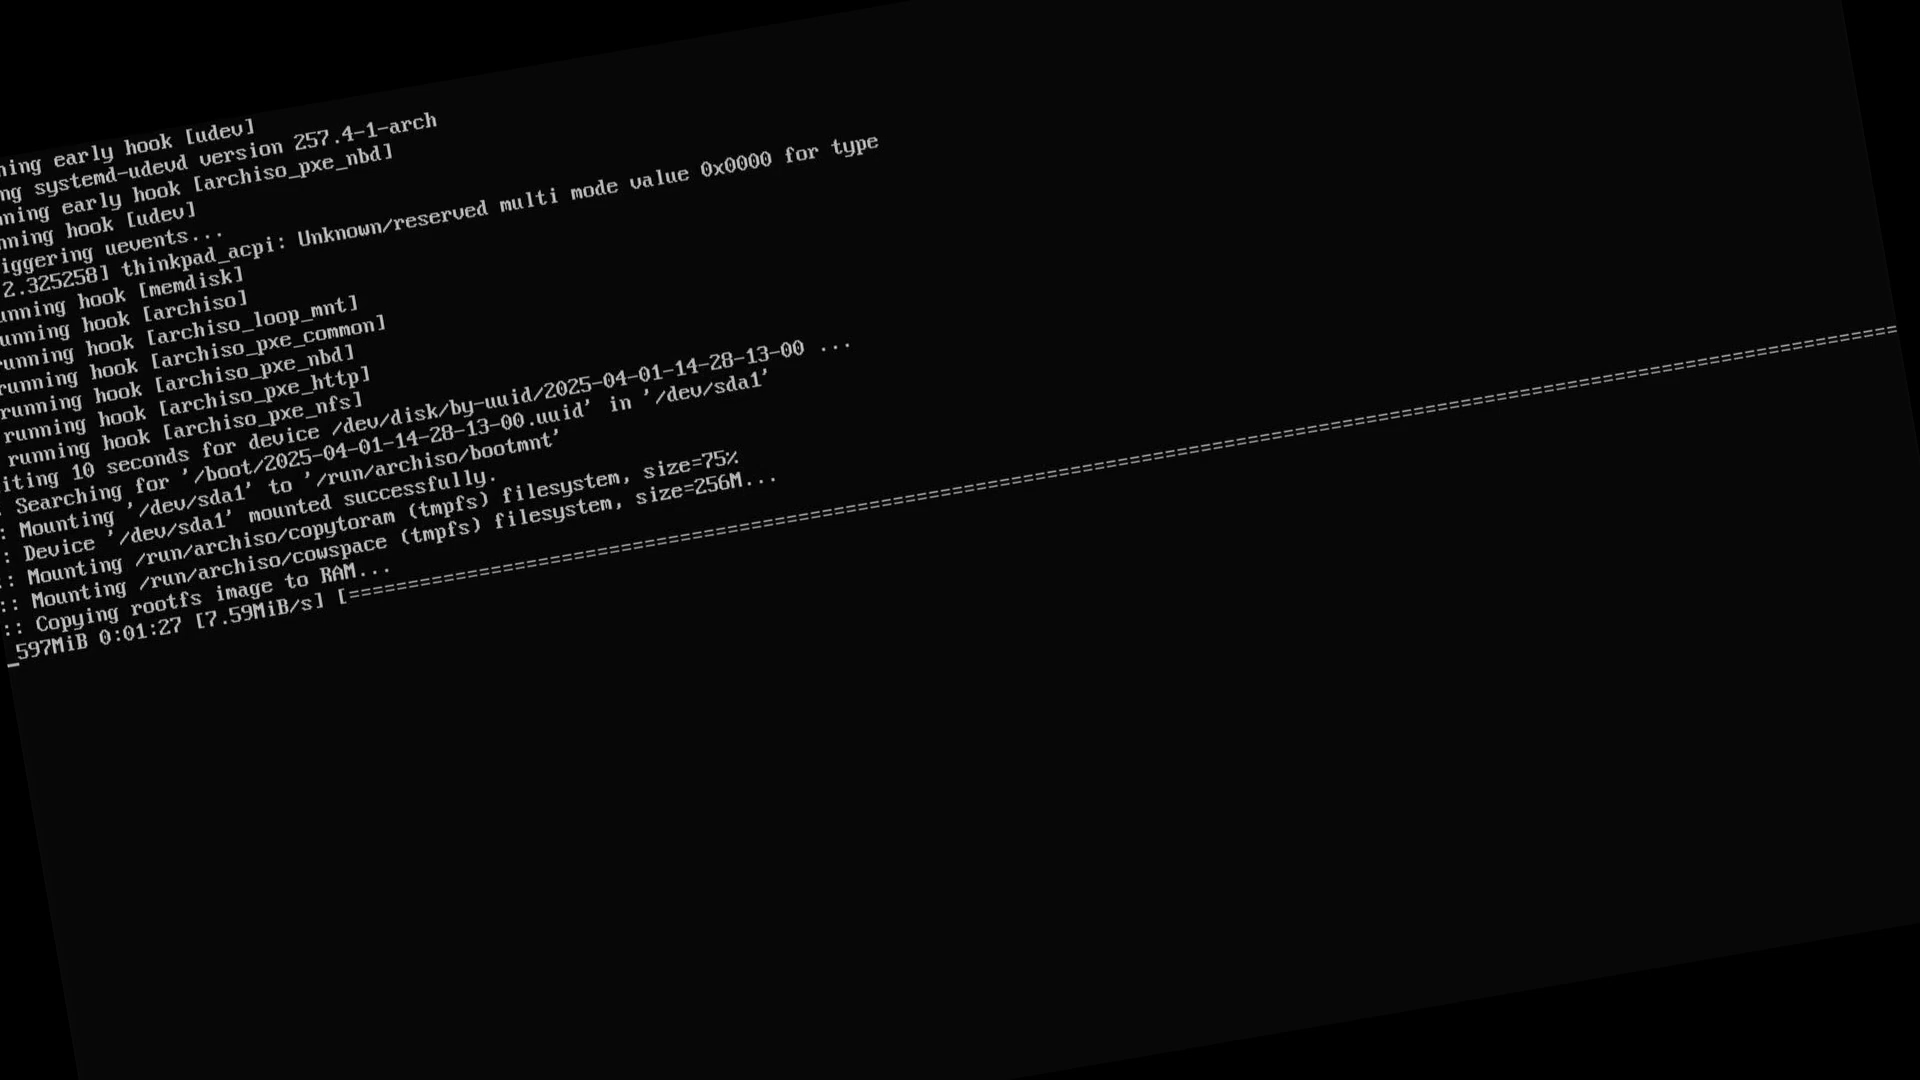 ning early hook [udev]
ng systemd-udevd version 257.4-1-arch
ning early hook [archiso_pxe_nbd]
nning hook [udev]
iggering uevents...
2.325258] thinkpad_acpi: Unknown/reserved multi mode value 0x0000 for type
unning hook [memdisk]
unning hook [archiso]
running hook [archiso_loop_mnt]
running hook [archiso_pxe_common]
running hook [archiso_pxe_nbd]
running hook [archiso_pxe_http]
running hook [archiso_pxe_nfs]
iting 10 seconds for device /dev/disk/by-uuid/2025-04-01-14-28-13-00 ...
: Searching for '/boot/2025-04-01-14-28-13-00.uuid' in '/dev/sda1'
: Mounting '/dev/sda1' to '/run/archiso/bootmnt'
: Device '/dev/sda1' mounted successfully.
:: Mounting /run/archiso/copytoram (tmpfs) filesystem, size=75%
:: Mounting /run/archiso/cowspace (tmpfs) filesystem, size=256M...
:: Copying rootfs image to RAM...
_597MiB 0:01:27 [7.59MiB/s] [====================================================================================================================================